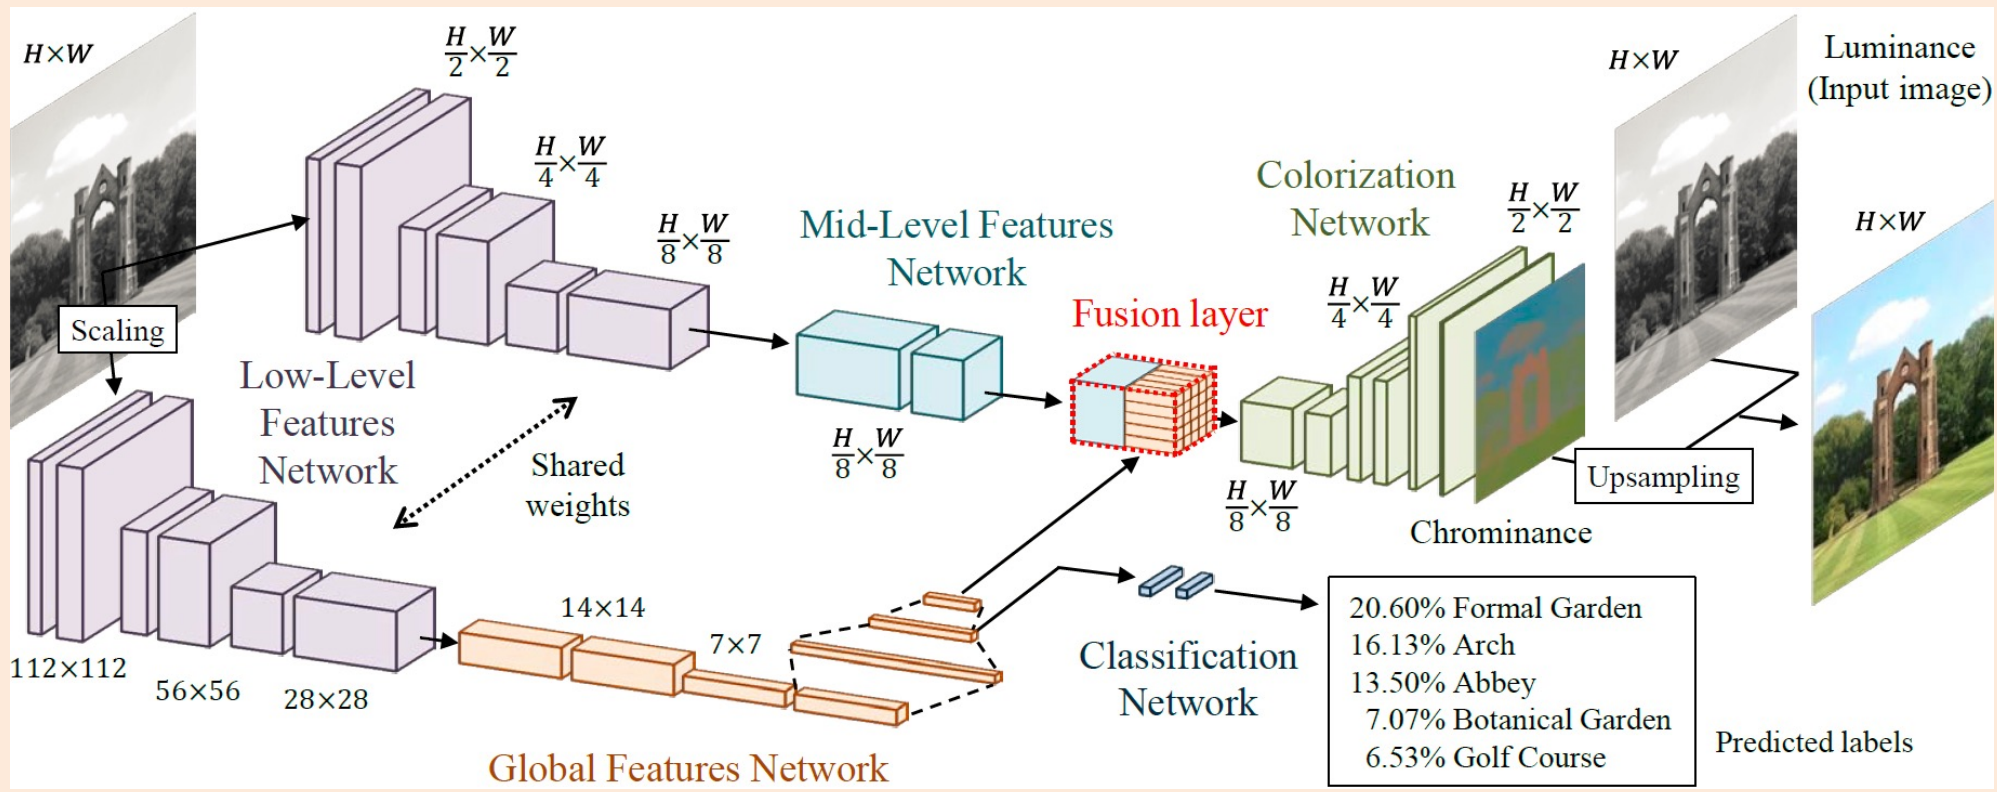 H×W
H/2×W/2
H/4×W/4
H/8×W/8
Scaling
Low-Level
Features
Network
Shared
weights
112×112
56×56
28×28
14×14
7×7
Global Features Network
Mid-Level Features
Network
H/8×W/8
Fusion layer
Colorization
Network
H/8×W/8
H/4×W/4
H/2×W/2
Chrominance
Upsampling
H×W
Luminance
(Input image)
H×W
Classification
Network
20.60% Formal Garden
16.13% Arch
13.50% Abbey
7.07% Botanical Garden
6.53% Golf Course
Predicted labels